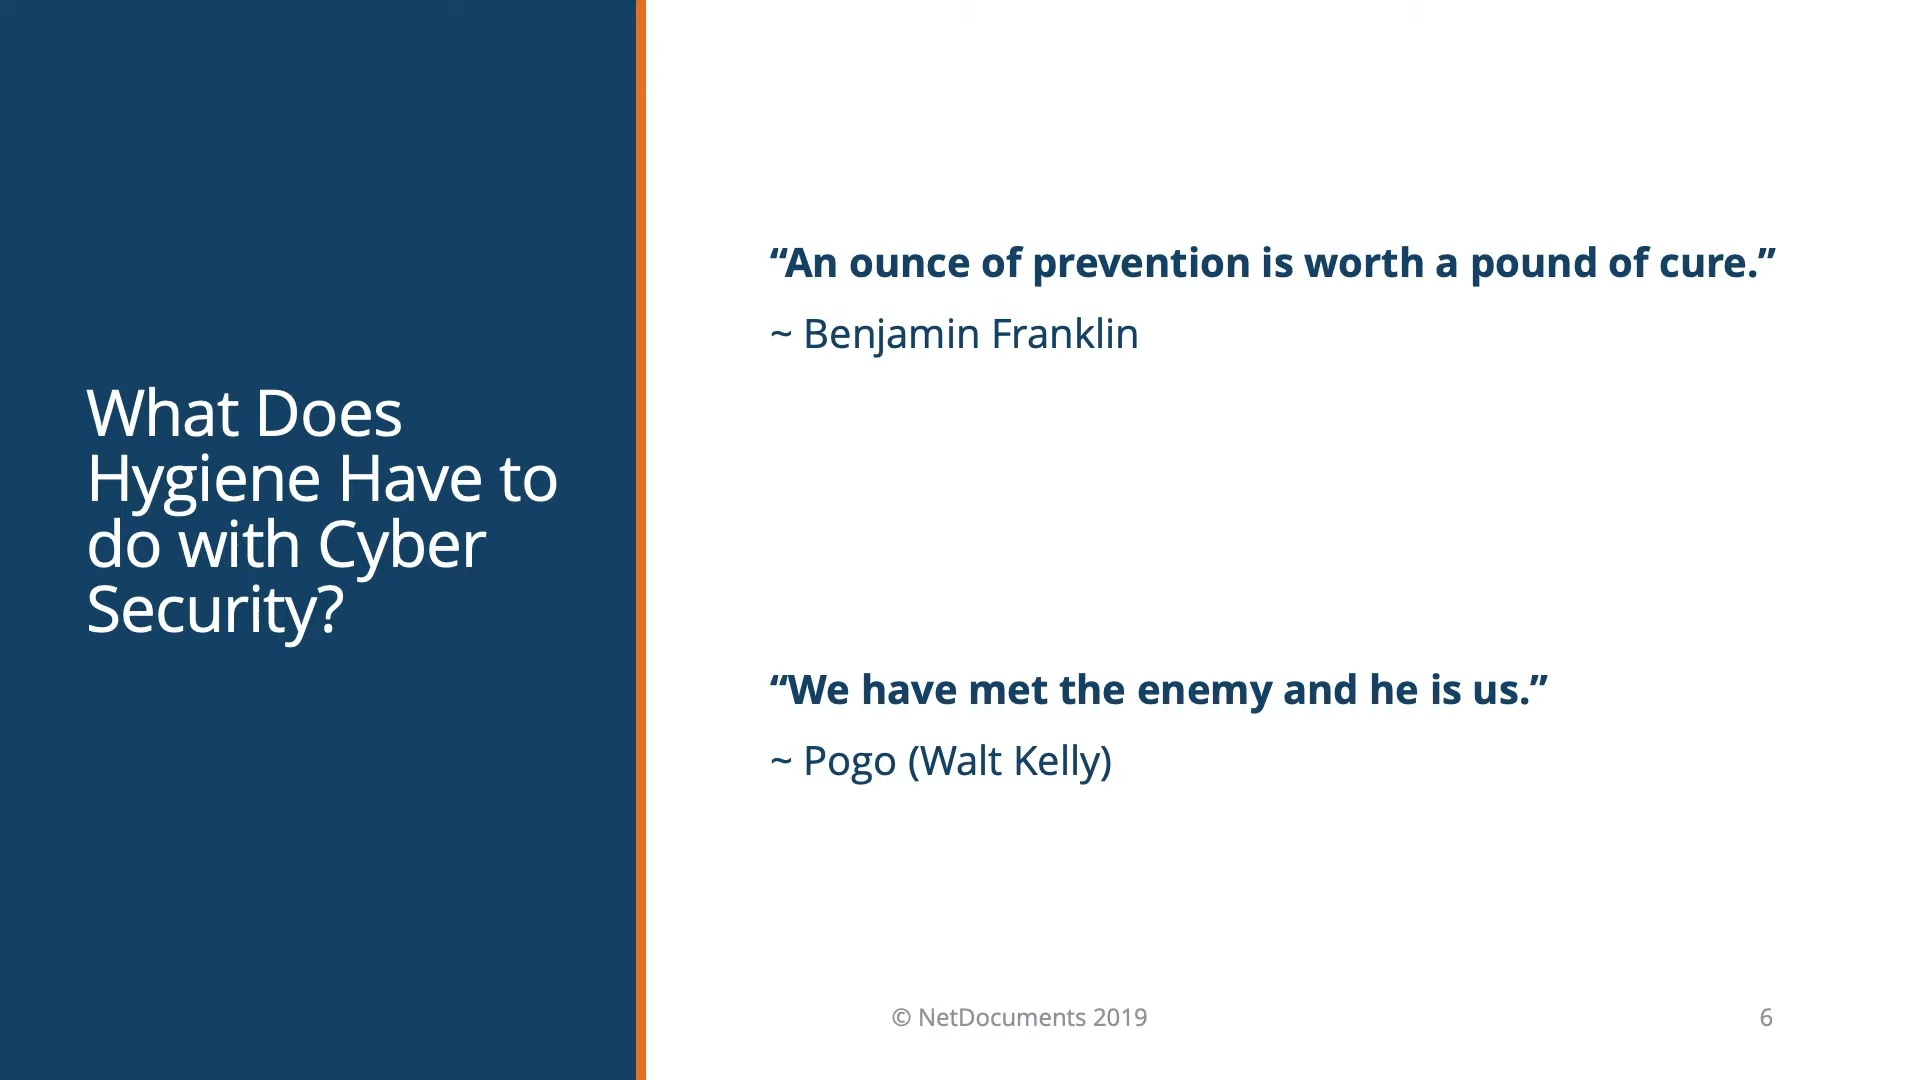 What Does
Hygiene Have to
do with Cyber
Security?
“An ounce of prevention is worth a pound of cure.”
~ Benjamin Franklin
“We have met the enemy and he is us.”
~ Pogo (Walt Kelly)
© NetDocuments 2019
6